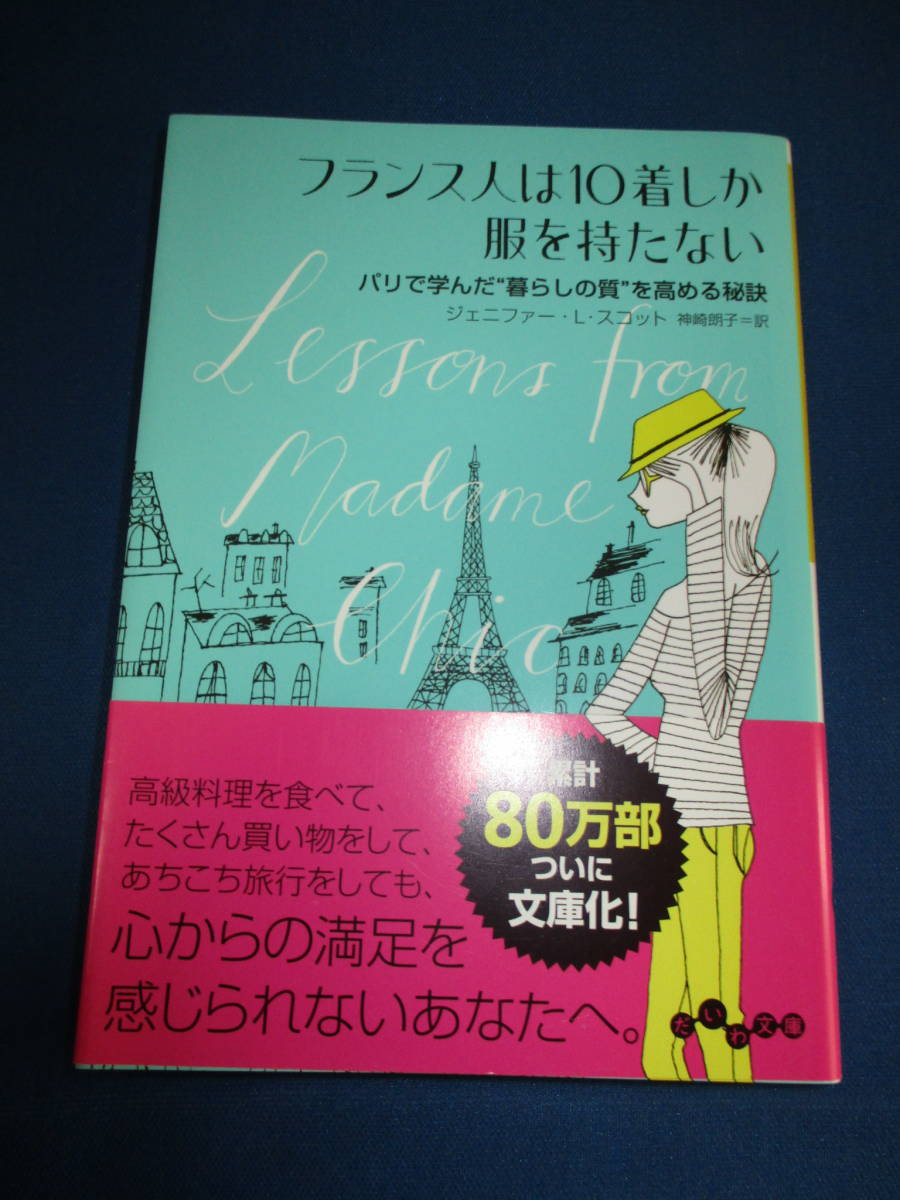 フランス人は10着しか
服を持たない
パリで学んだ“暮らしの質”を高める秘訣
ジェニファー・L・スコット 神崎朗子=訳
Lessons from
Madame
Chic
高級料理を食べて、
たくさん買い物をして、
あちこち旅行をしても、
心からの満足を
感じられないあなたへ。
累計
80万部
ついに
文庫化!
だいわ文庫